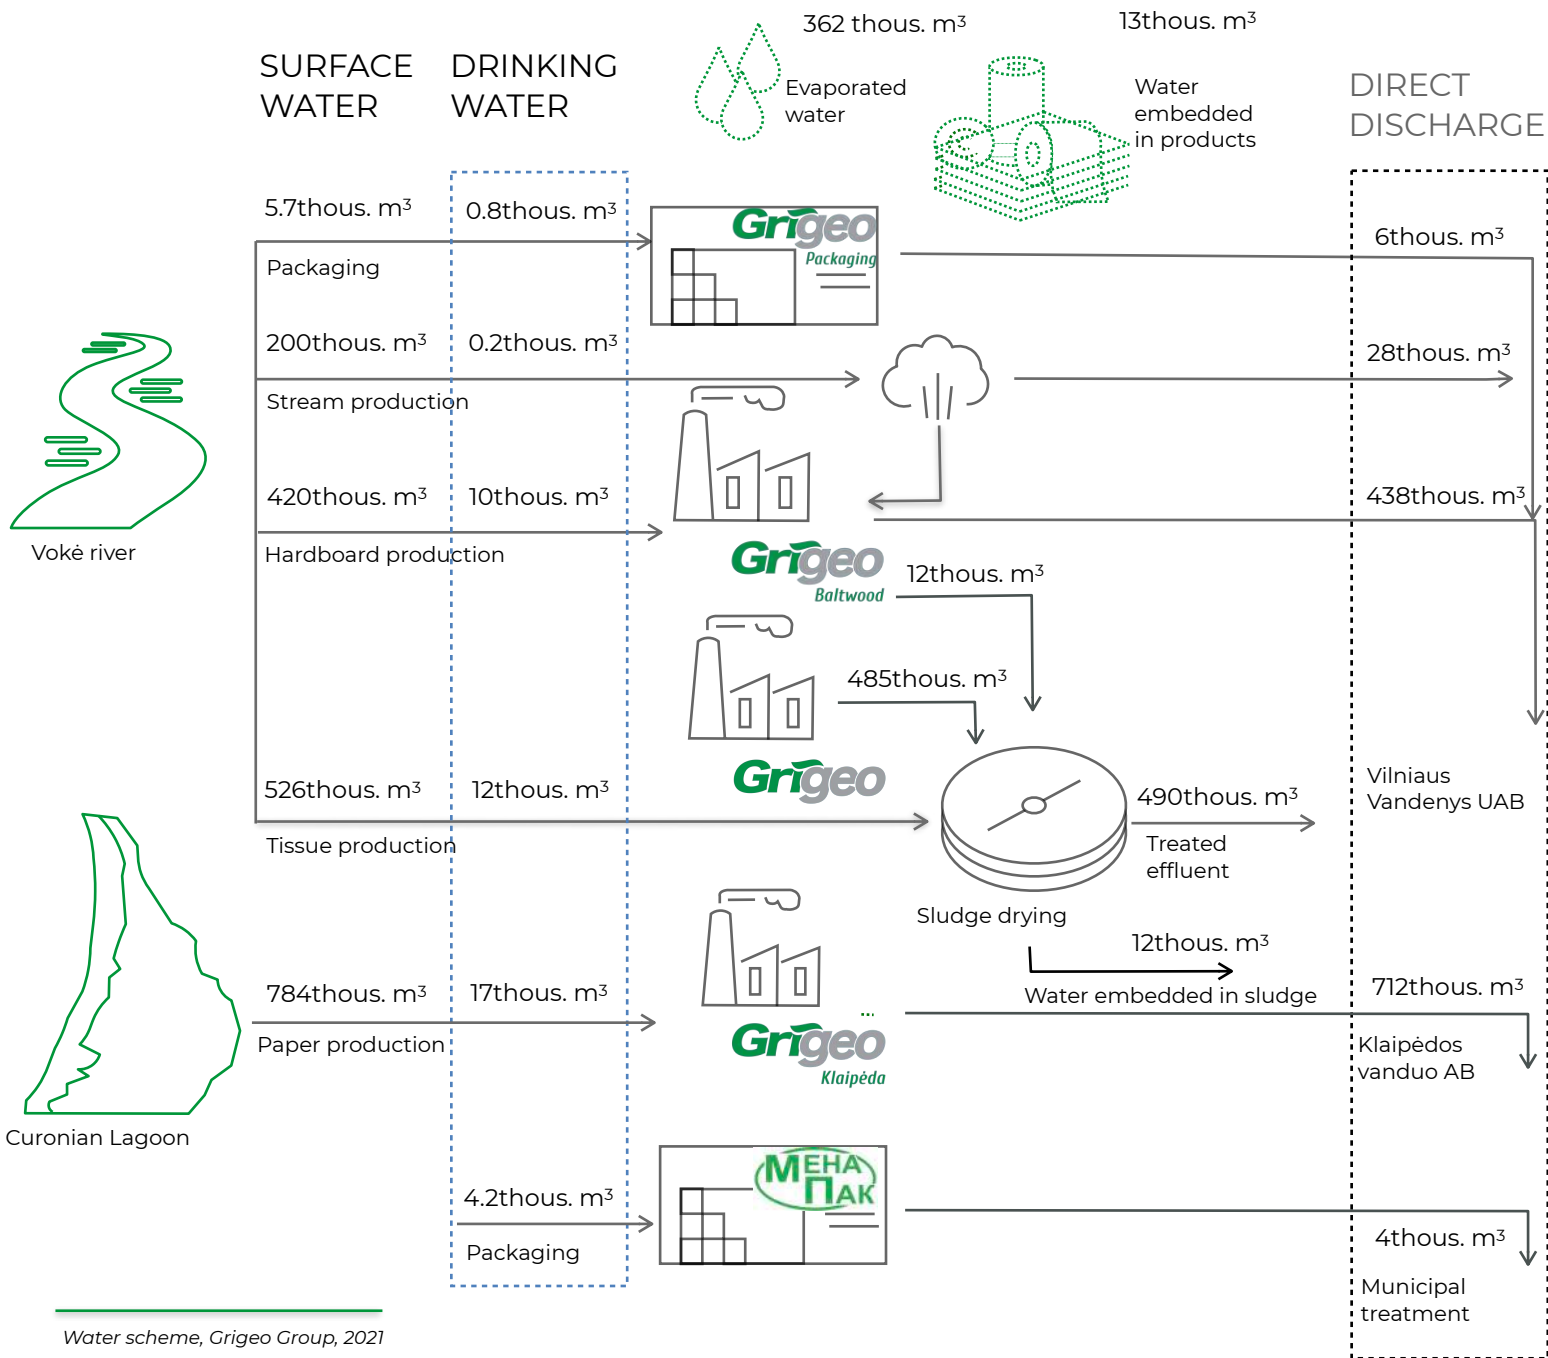 362 thous. m³
13thous. m³
SURFACE
WATER
DRINKING
WATER
Evaporated
water
Water
embedded
in products
DIRECT
DISCHARGE
5.7thous. m³
0.8thous. m³
Grigeo
Packaging
6thous. m³
Packaging
200thous. m³
0.2thous. m³
28thous. m³
Stream production
420thous. m³
10thous. m³
438thous. m³
Hardboard production
Vokė river
Grigeo
Baltwood
12thous. m³
485thous. m³
Grigeo
526thous. m³
12thous. m³
490thous. m³
Treated
effluent
Vilniaus
Vandenys UAB
Tissue production
Sludge drying
12thous. m³
Water embedded in sludge
784thous. m³
17thous. m³
712thous. m³
Paper production
Grigeo
Klaipėda
Klaipėdos
vanduo AB
Curonian Lagoon
4.2thous. m³
МЕНА
ПАК
Packaging
4thous. m³
Municipal
treatment
Water scheme, Grigeo Group, 2021